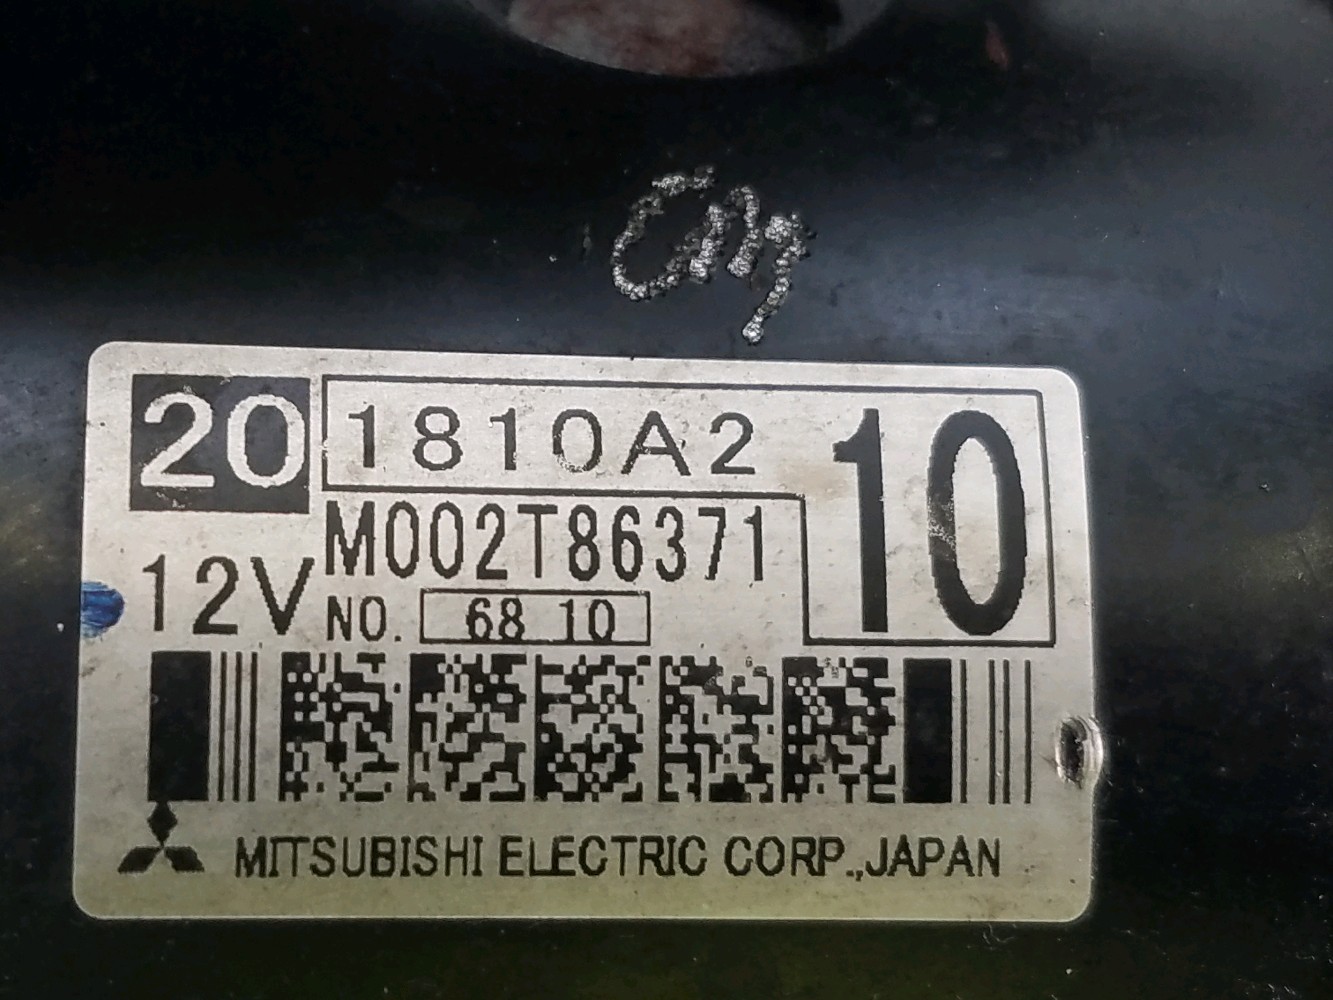 20 1810A2 10
M002T86371
12V
NO. 68 10
MITSUBISHI ELECTRIC CORP.,JAPAN